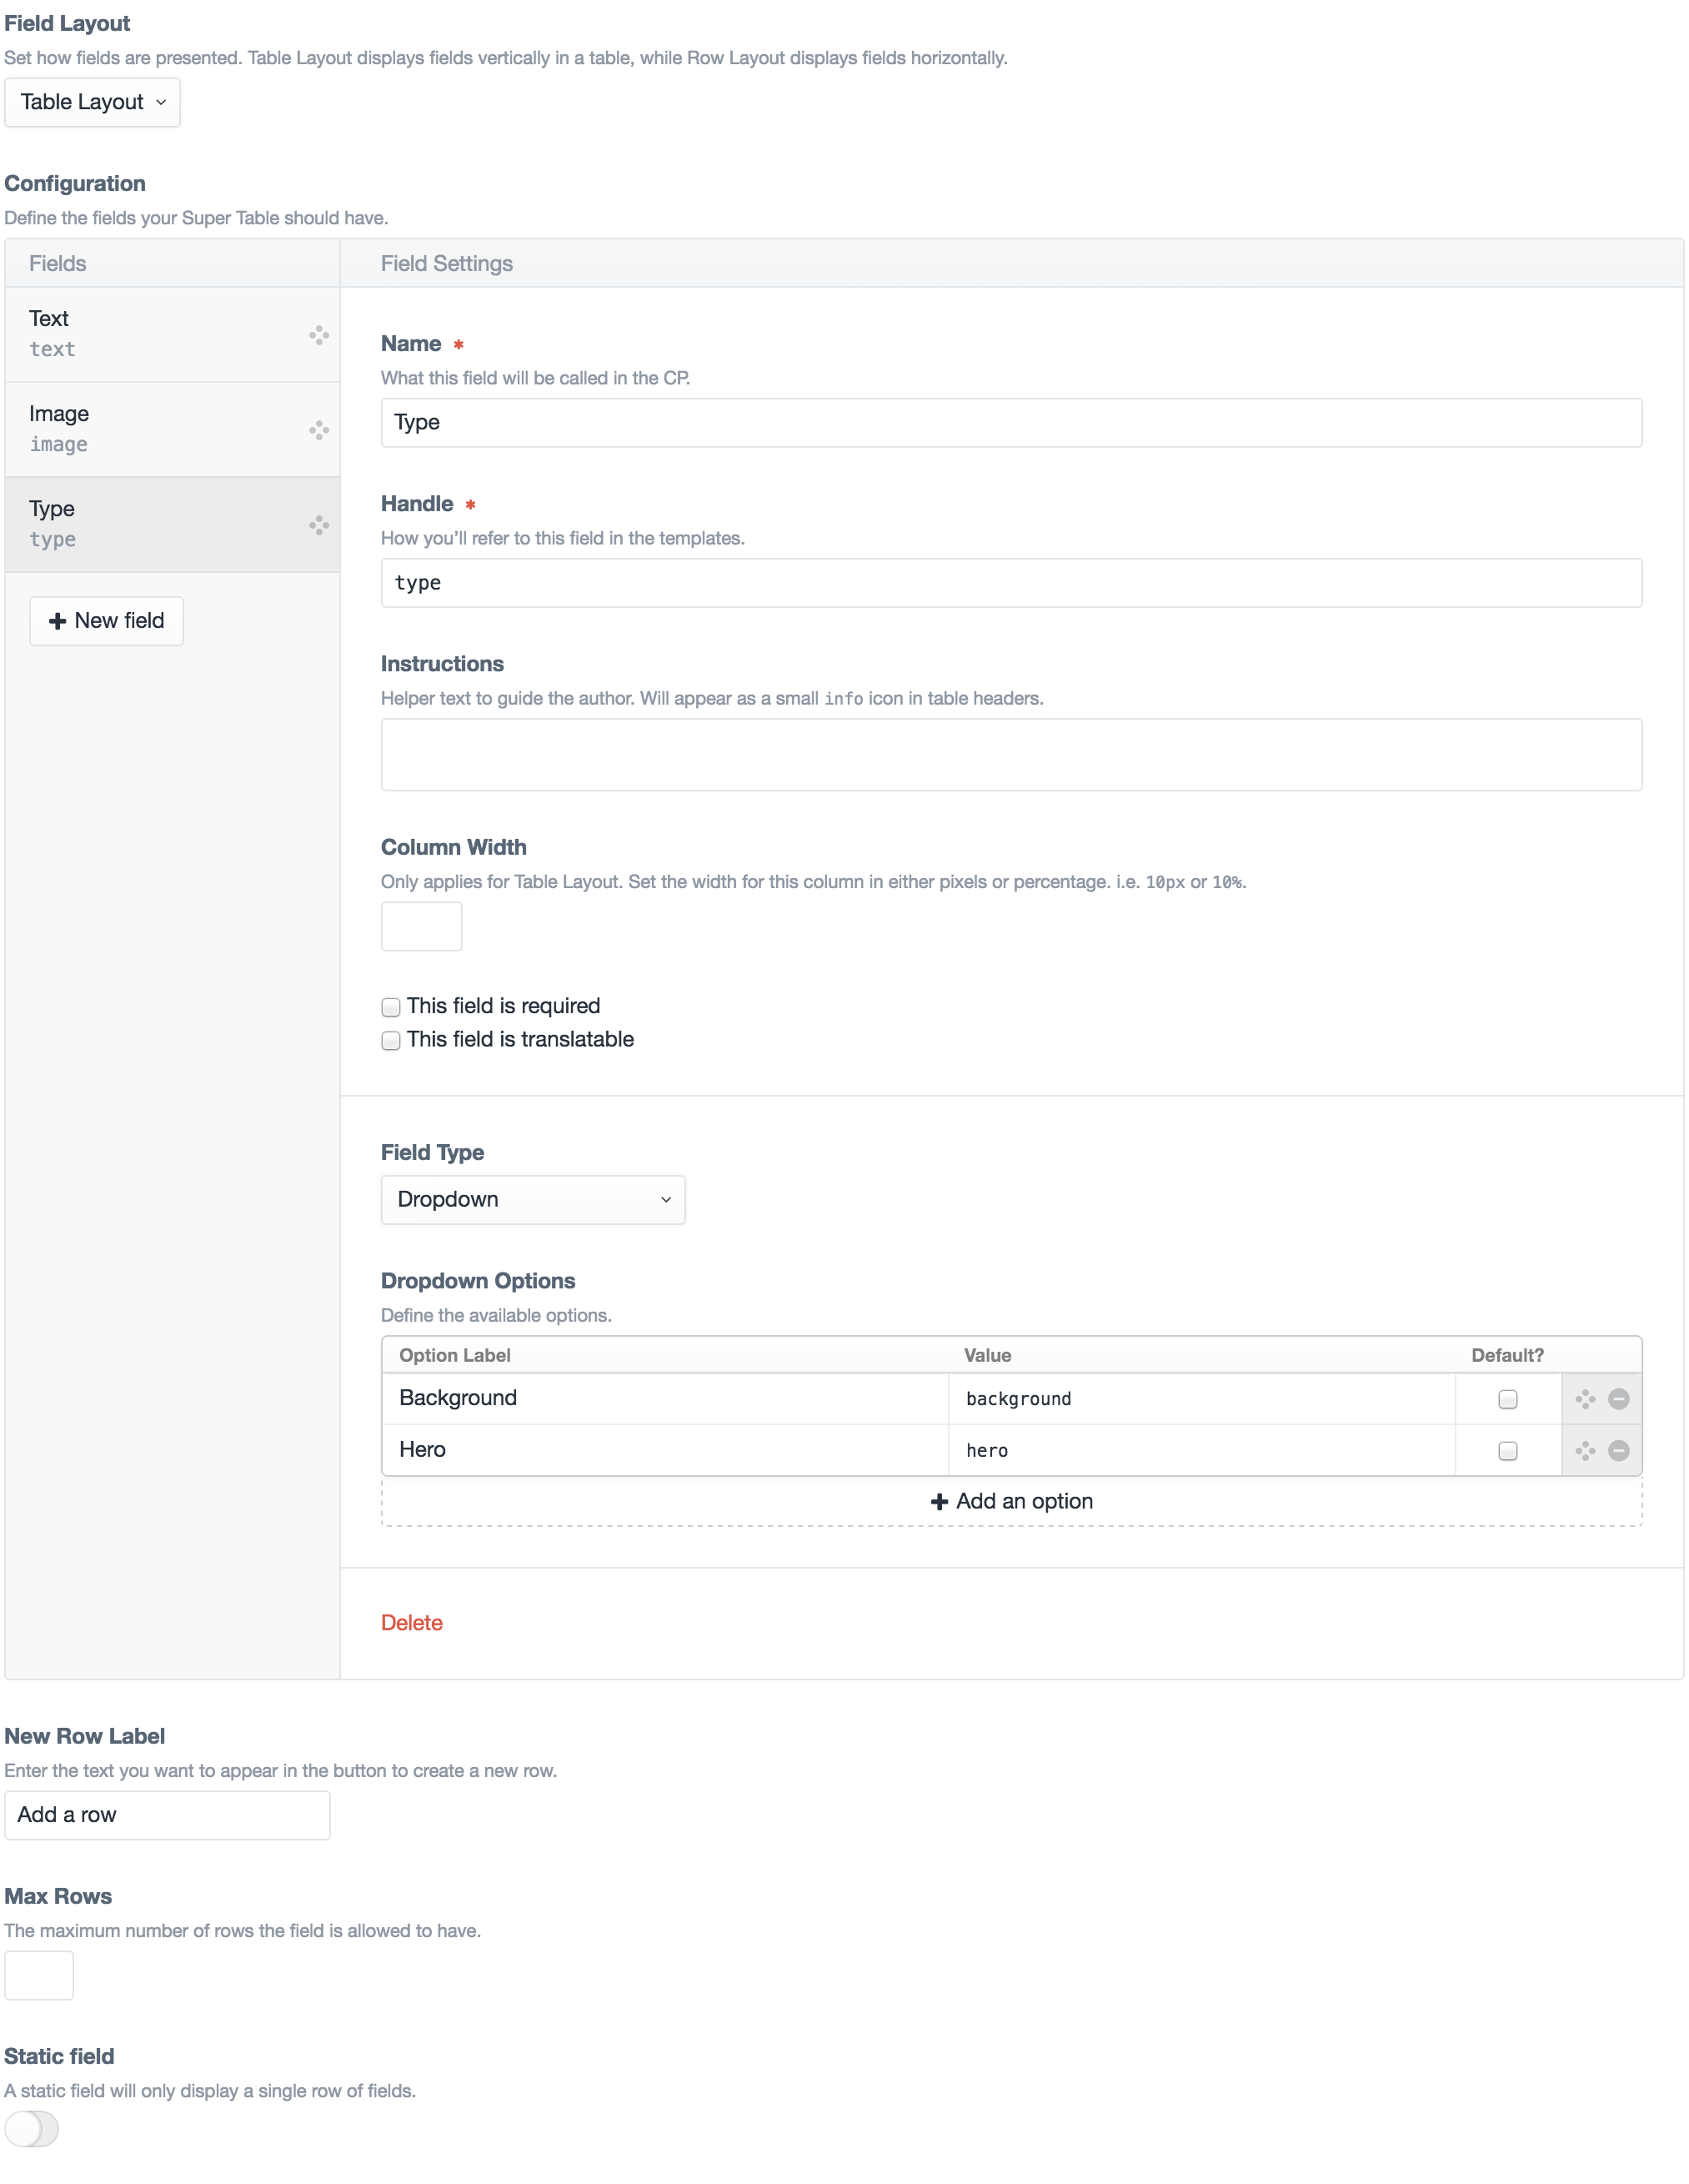 Field Layout
Set how fields are presented. Table Layout displays fields vertically in a table, while Row Layout displays fields horizontally.
Table Layout
Configuration
Define the fields your Super Table should have.
Fields
Field Settings
Text
text
Image
image
Type
type
New field
Name *
What this field will be called in the CP.
Type
Handle *
How you’ll refer to this field in the templates.
type
Instructions
Helper text to guide the author. Will appear as a small info icon in table headers.
Column Width
Only applies for Table Layout. Set the width for this column in either pixels or percentage. i.e. 10px or 10%.
This field is required
This field is translatable
Field Type
Dropdown
Dropdown Options
Define the available options.
Option Label Value Default?
Background background
Hero hero
Add an option
Delete
New Row Label
Enter the text you want to appear in the button to create a new row.
Add a row
Max Rows
The maximum number of rows the field is allowed to have.
Static field
A static field will only display a single row of fields.